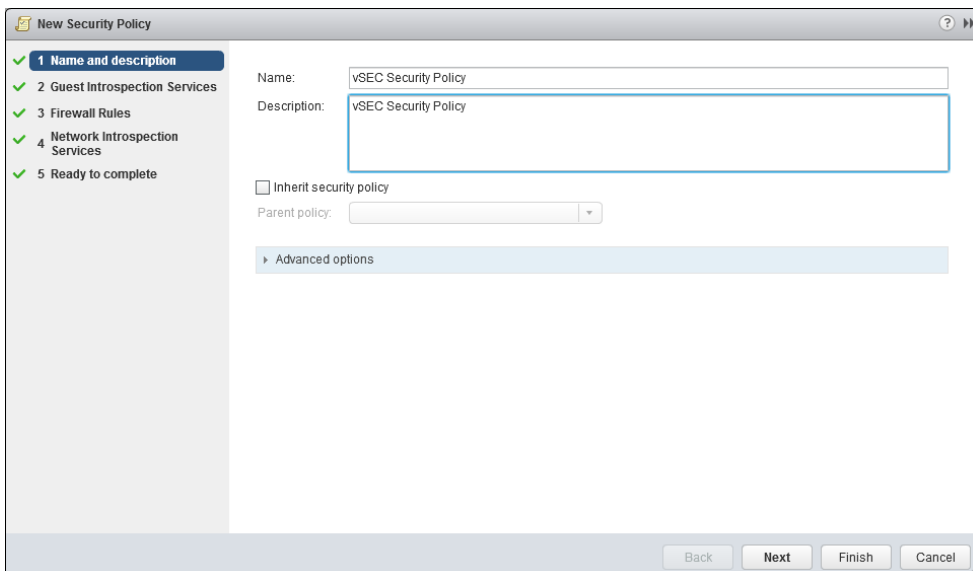 New Security Policy
?
1 Name and description
2 Guest Introspection Services
3 Firewall Rules
4 Network Introspection
Services
5 Ready to complete
Name: vSEC Security Policy
Description: vSEC Security Policy
Inherit security policy
Parent policy:
Advanced options
Back Next Finish Cancel